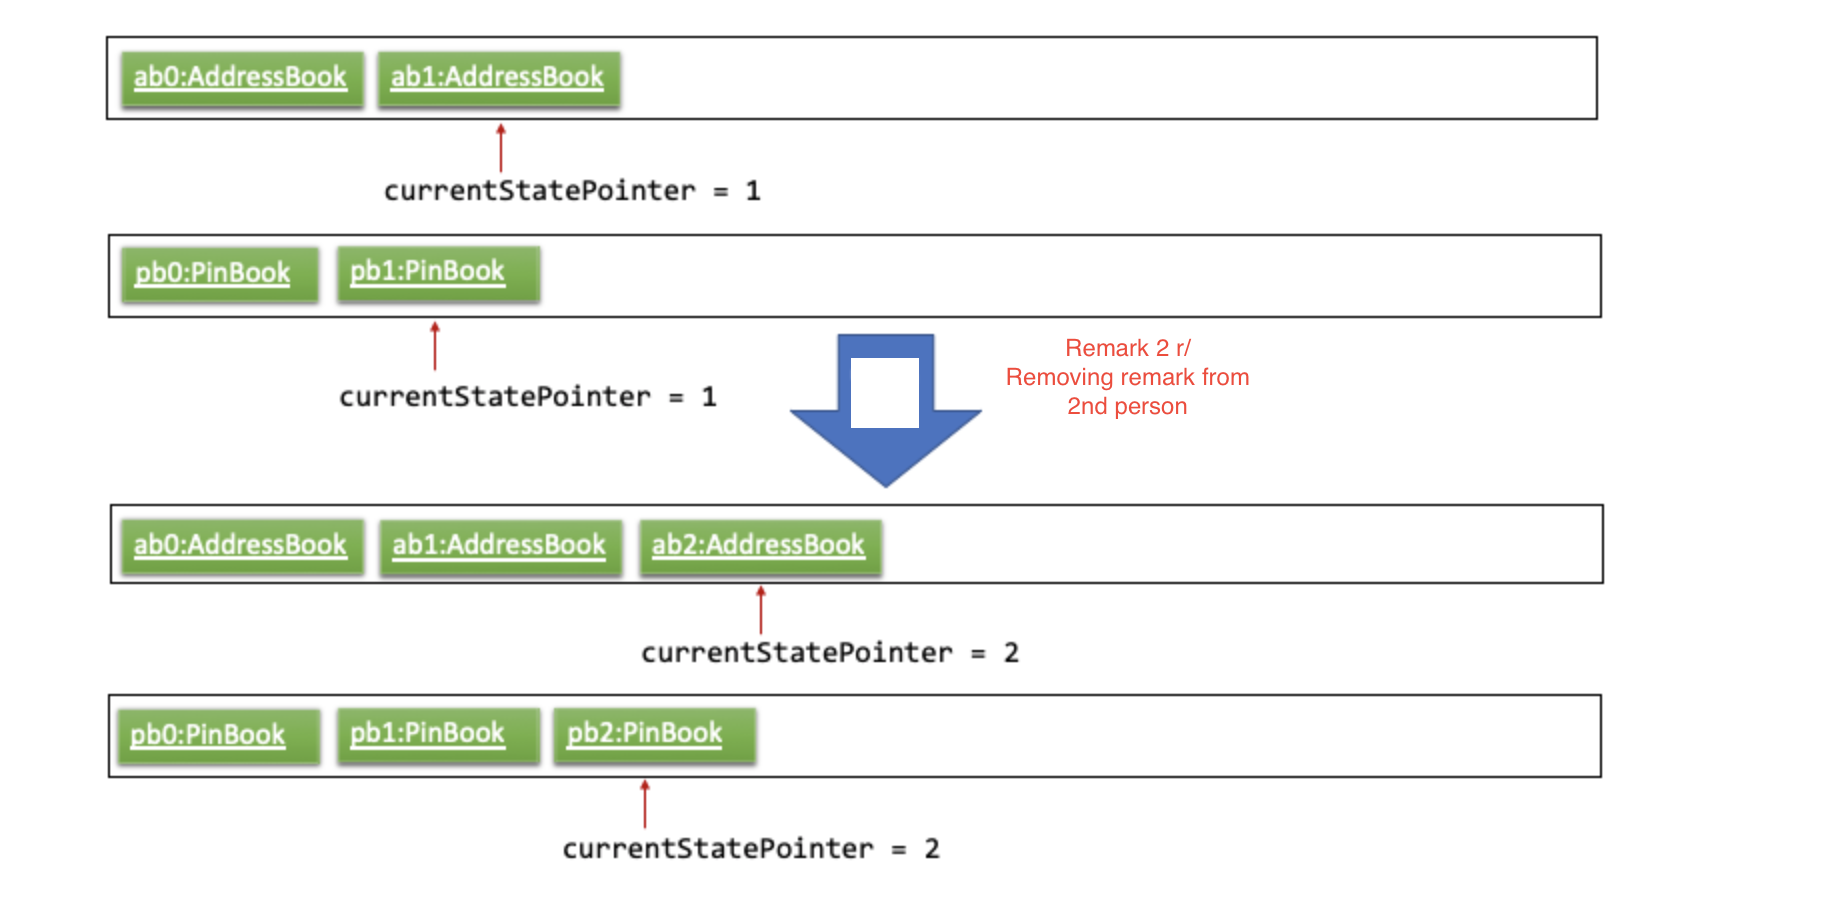 ab0:AddressBook ab1:AddressBook
currentStatePointer = 1
pb0:PinBook pb1:PinBook
currentStatePointer = 1
Remark 2 r/
Removing remark from
2nd person
ab0:AddressBook ab1:AddressBook ab2:AddressBook
currentStatePointer = 2
pb0:PinBook pb1:PinBook pb2:PinBook
currentStatePointer = 2